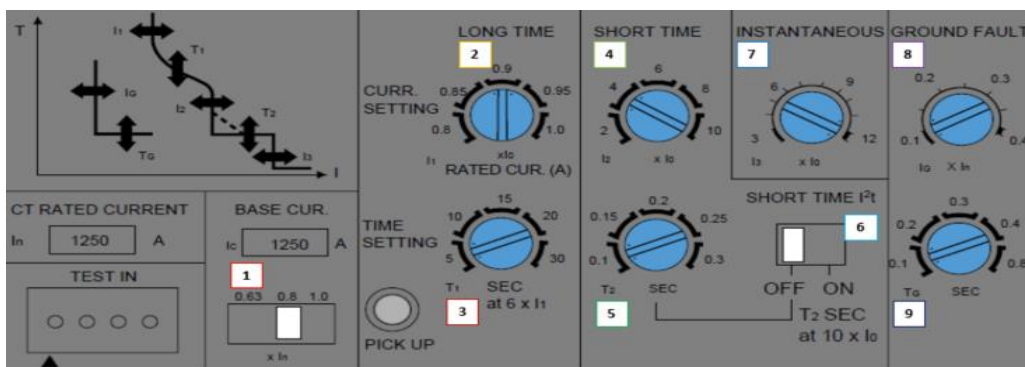 T
I1
T1
IG
I2
T2
TG
I3
I
CT RATED CURRENT
In 1250 A
TEST IN
BASE CUR.
Ic 1250 A
1
0.63 0.8 1.0
x In
LONG TIME
2
CURR. SETTING
0.8 0.85 0.9 0.95 1.0
I1 xI0
RATED CUR. (A)
TIME SETTING
5 10 15 20 30
T1 SEC
3 at 6 x I1
PICK UP
SHORT TIME
4
2 4 6 8 10
I2 x I0
0.1 0.15 0.2 0.25 0.3
T2 SEC
5
INSTANTANEOUS
7
3 6 9 12
I3 x I0
SHORT TIME I²t
6
OFF ON
T2 SEC
at 10 x I0
GROUND FAULT
8
0.1 0.2 0.3 0.4
IG X In
0.1 0.2 0.3 0.4 0.8
TG SEC
9